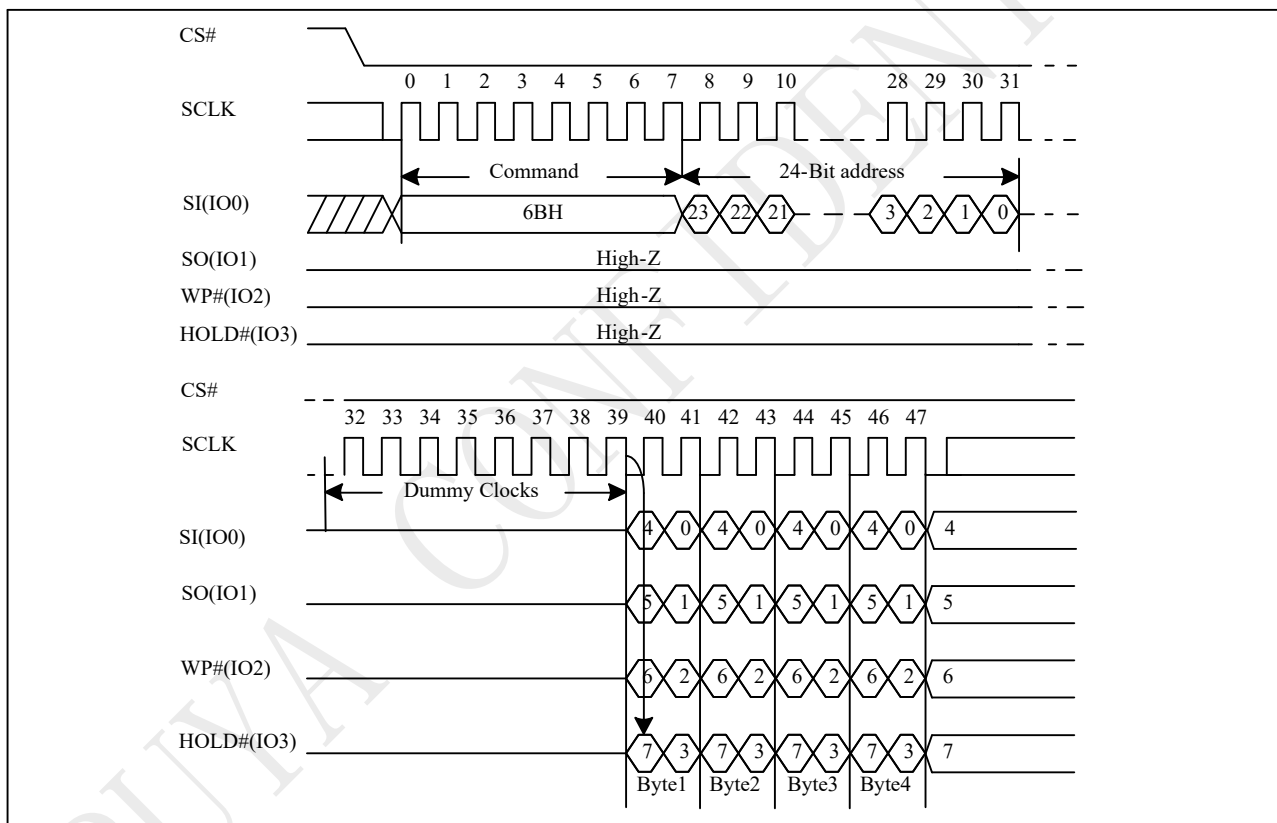 CS#
0 1 2 3 4 5 6 7 8 9 10 28 29 30 31
SCLK
Command 24-Bit address
SI(IO0) 6BH 23 22 21 3 2 1 0
SO(IO1) High-Z
WP#(IO2) High-Z
HOLD#(IO3) High-Z
CS#
32 33 34 35 36 37 38 39 40 41 42 43 44 45 46 47
SCLK
Dummy Clocks
SI(IO0) 4 0 4 0 4 0 4 0 4
SO(IO1) 5 1 5 1 5 1 5 1 5
WP#(IO2) 6 2 6 2 6 2 6 2 6
HOLD#(IO3) 7 3 7 3 7 3 7 3 7
Byte1 Byte2 Byte3 Byte4
PUYA CONFIDENT